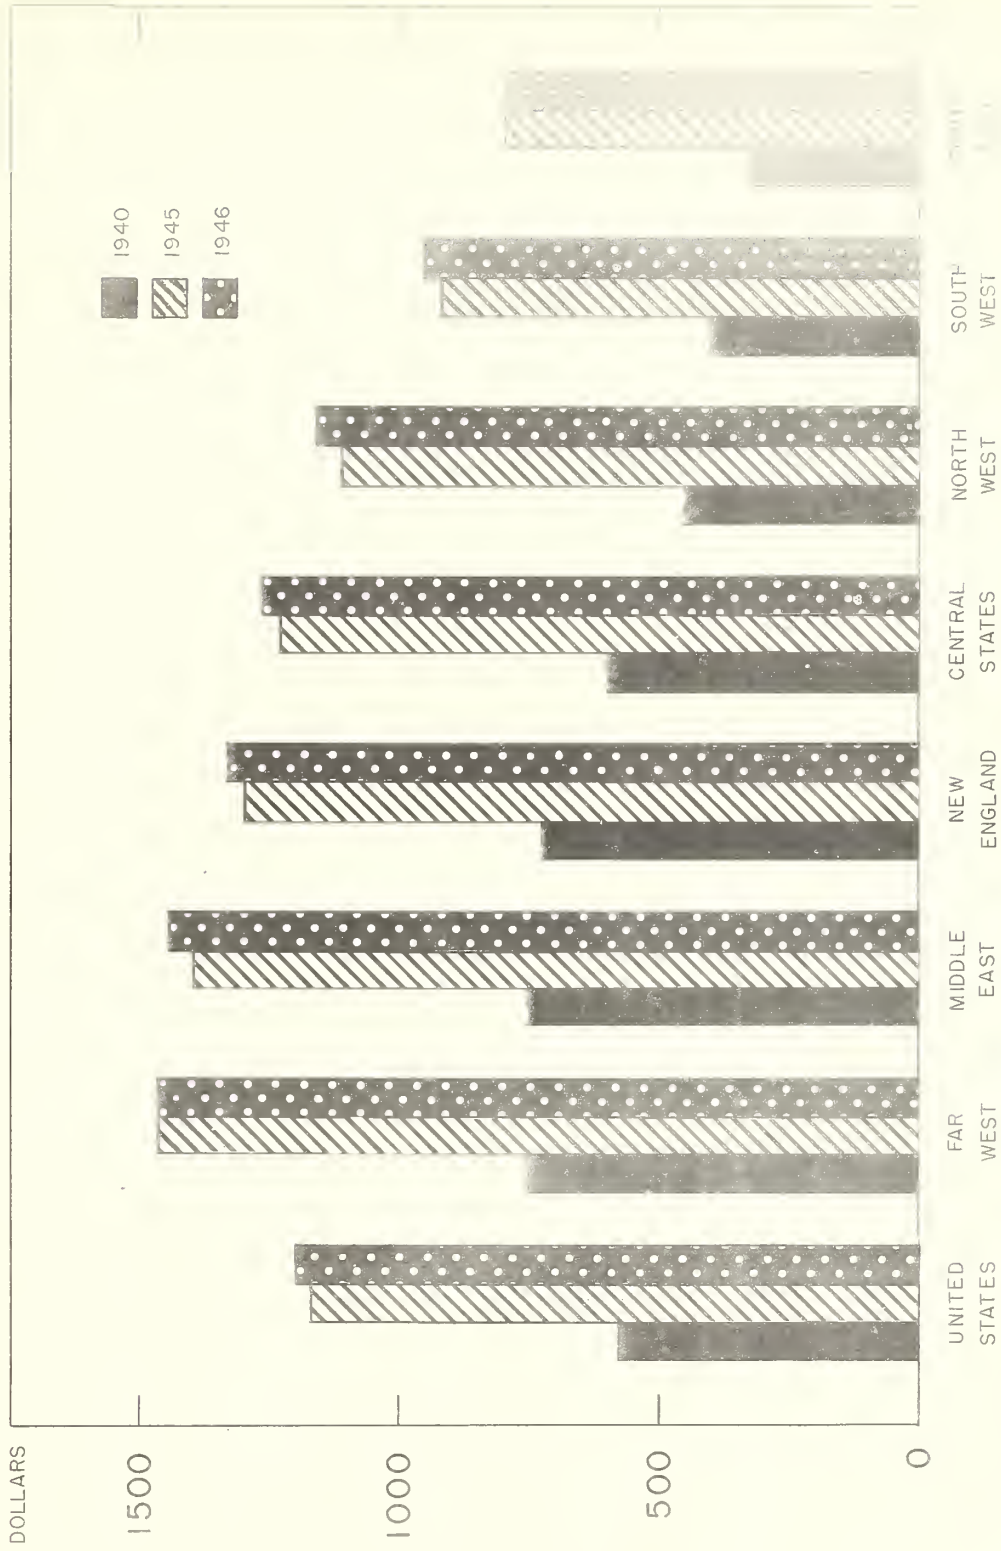 DOLLARS
1500
1000
500
0
1940
1945
1946
UNITED
STATES
FAR
WEST
MIDDLE
EAST
NEW
ENGLAND
CENTRAL
STATES
NORTH
WEST
SOUTH
WEST